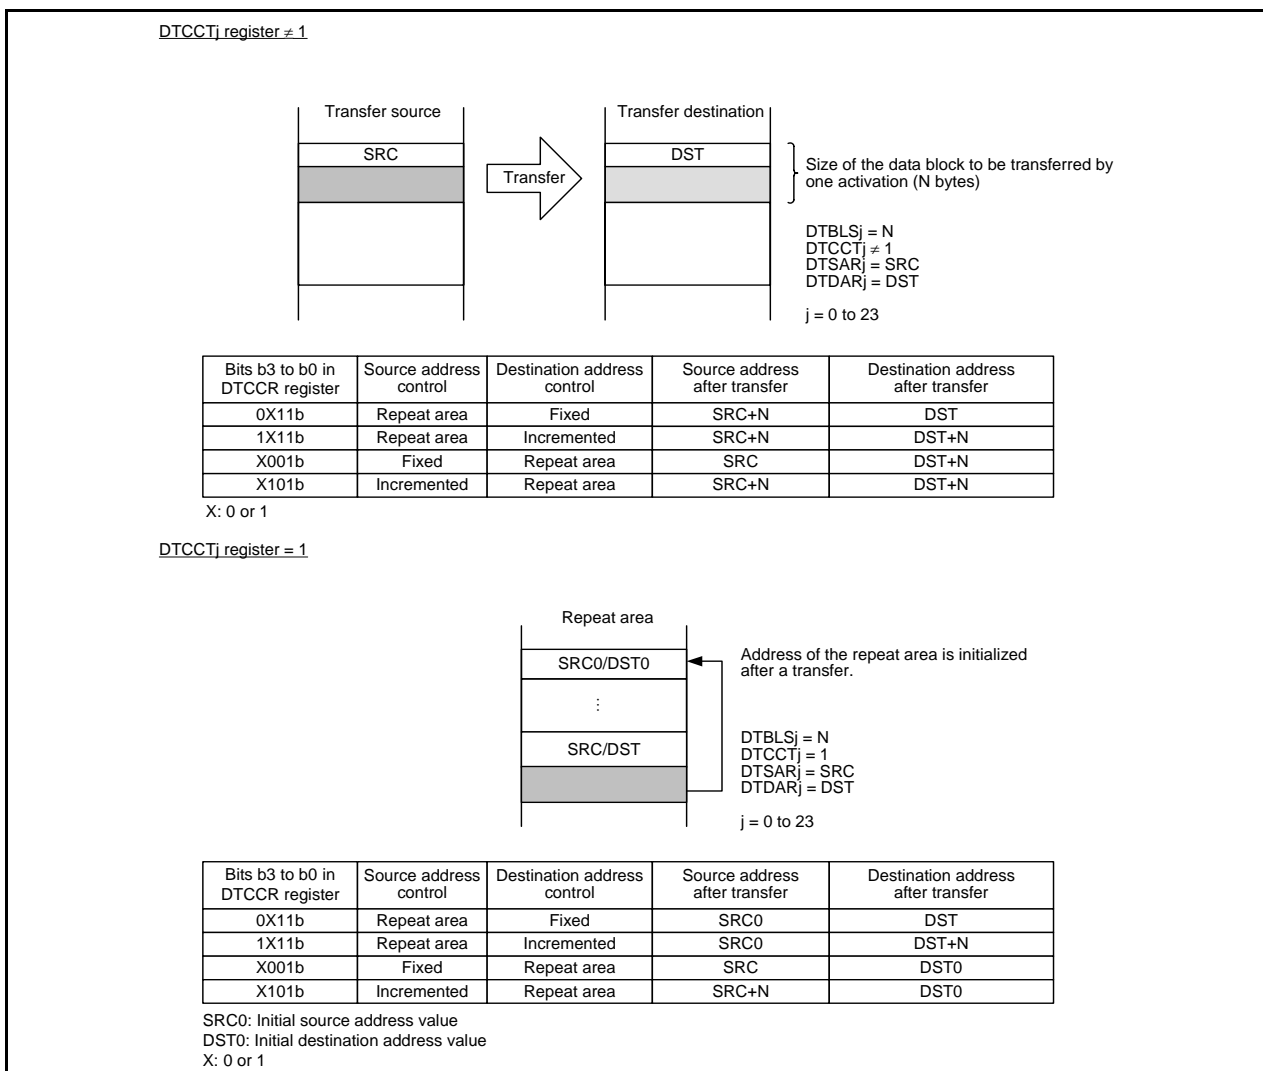 DTCCTj register ≠ 1
Transfer source
Transfer destination
SRC
DST
Transfer
Size of the data block to be transferred by
one activation (N bytes)
DTBLSj = N
DTCCTj ≠ 1
DTSARj = SRC
DTDARj = DST
j = 0 to 23
Bits b3 to b0 in DTCCR register | Source address control | Destination address control | Source address after transfer | Destination address after transfer
0X11b | Repeat area | Fixed | SRC+N | DST
1X11b | Repeat area | Incremented | SRC+N | DST+N
X001b | Fixed | Repeat area | SRC | DST+N
X101b | Incremented | Repeat area | SRC+N | DST+N
X: 0 or 1
DTCCTj register = 1
Repeat area
SRC0/DST0
⋮
SRC/DST
Address of the repeat area is initialized
after a transfer.
DTBLSj = N
DTCCTj = 1
DTSARj = SRC
DTDARj = DST
j = 0 to 23
Bits b3 to b0 in DTCCR register | Source address control | Destination address control | Source address after transfer | Destination address after transfer
0X11b | Repeat area | Fixed | SRC0 | DST
1X11b | Repeat area | Incremented | SRC0 | DST+N
X001b | Fixed | Repeat area | SRC | DST0
X101b | Incremented | Repeat area | SRC+N | DST0
SRC0: Initial source address value
DST0: Initial destination address value
X: 0 or 1